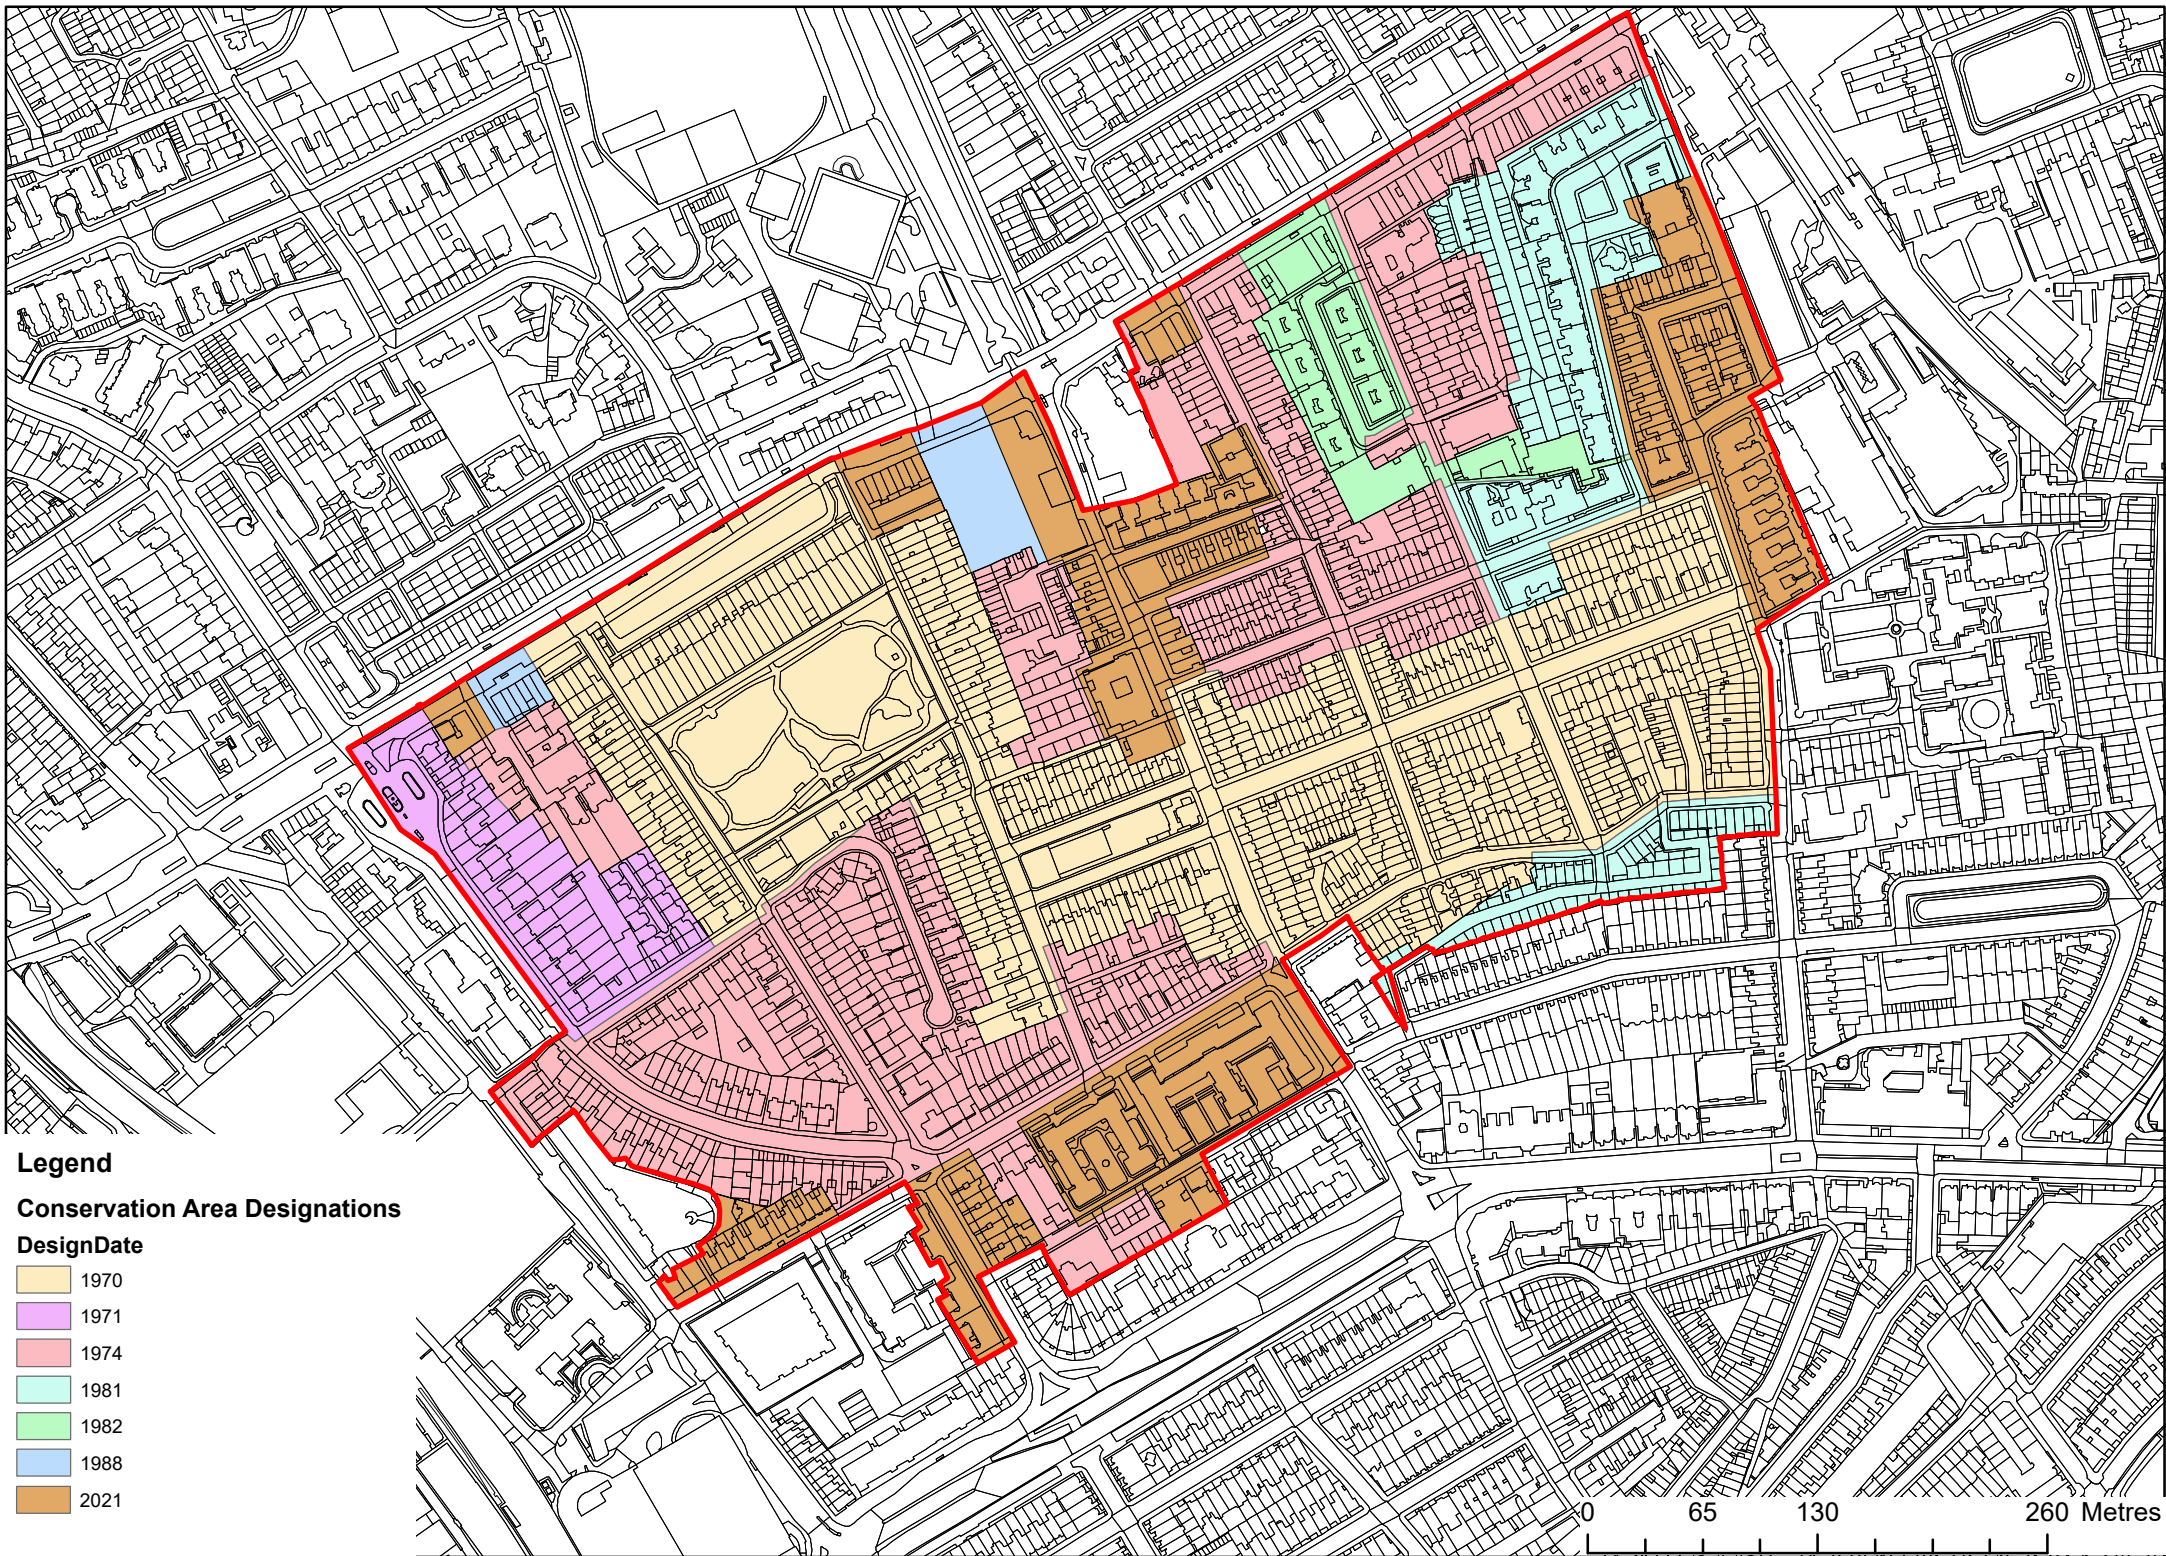 Legend
Conservation Area Designations
DesignDate
1970
1971
1974
1981
1982
1988
2021
0 65 130 260 Metres